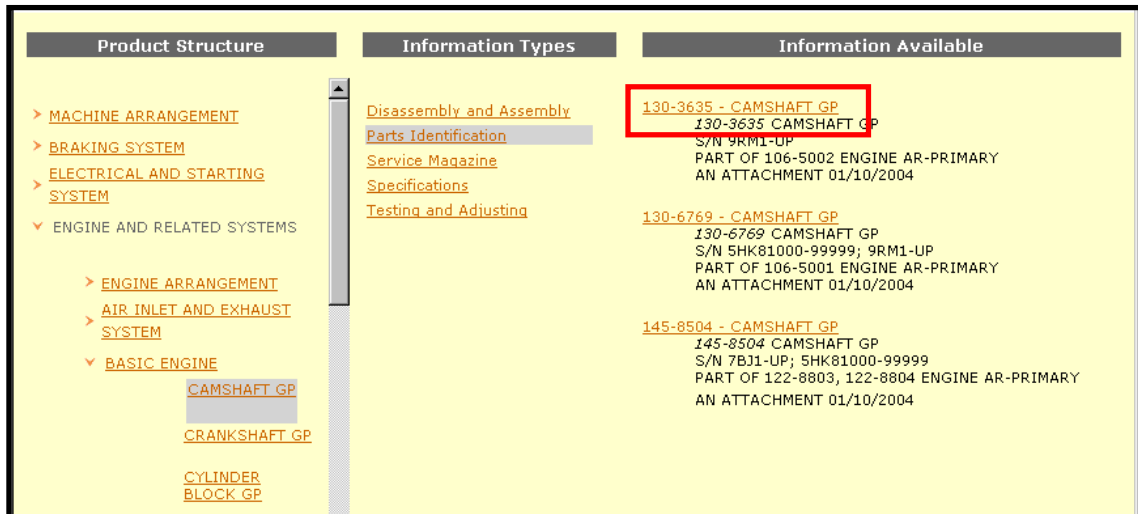 Product Structure
Information Types
Information Available
MACHINE ARRANGEMENT
BRAKING SYSTEM
ELECTRICAL AND STARTING
SYSTEM
ENGINE AND RELATED SYSTEMS
ENGINE ARRANGEMENT
AIR INLET AND EXHAUST
SYSTEM
BASIC ENGINE
CAMSHAFT GP
CRANKSHAFT GP
CYLINDER
BLOCK GP
Disassembly and Assembly
Parts Identification
Service Magazine
Specifications
Testing and Adjusting
130-3635 - CAMSHAFT GP
130-3635 CAMSHAFT GP
S/N 9RM1-UP
PART OF 106-5002 ENGINE AR-PRIMARY
AN ATTACHMENT 01/10/2004
130-6769 - CAMSHAFT GP
130-6769 CAMSHAFT GP
S/N 5HK81000-99999; 9RM1-UP
PART OF 106-5001 ENGINE AR-PRIMARY
AN ATTACHMENT 01/10/2004
145-8504 - CAMSHAFT GP
145-8504 CAMSHAFT GP
S/N 7BJ1-UP; 5HK81000-99999
PART OF 122-8803, 122-8804 ENGINE AR-PRIMARY
AN ATTACHMENT 01/10/2004